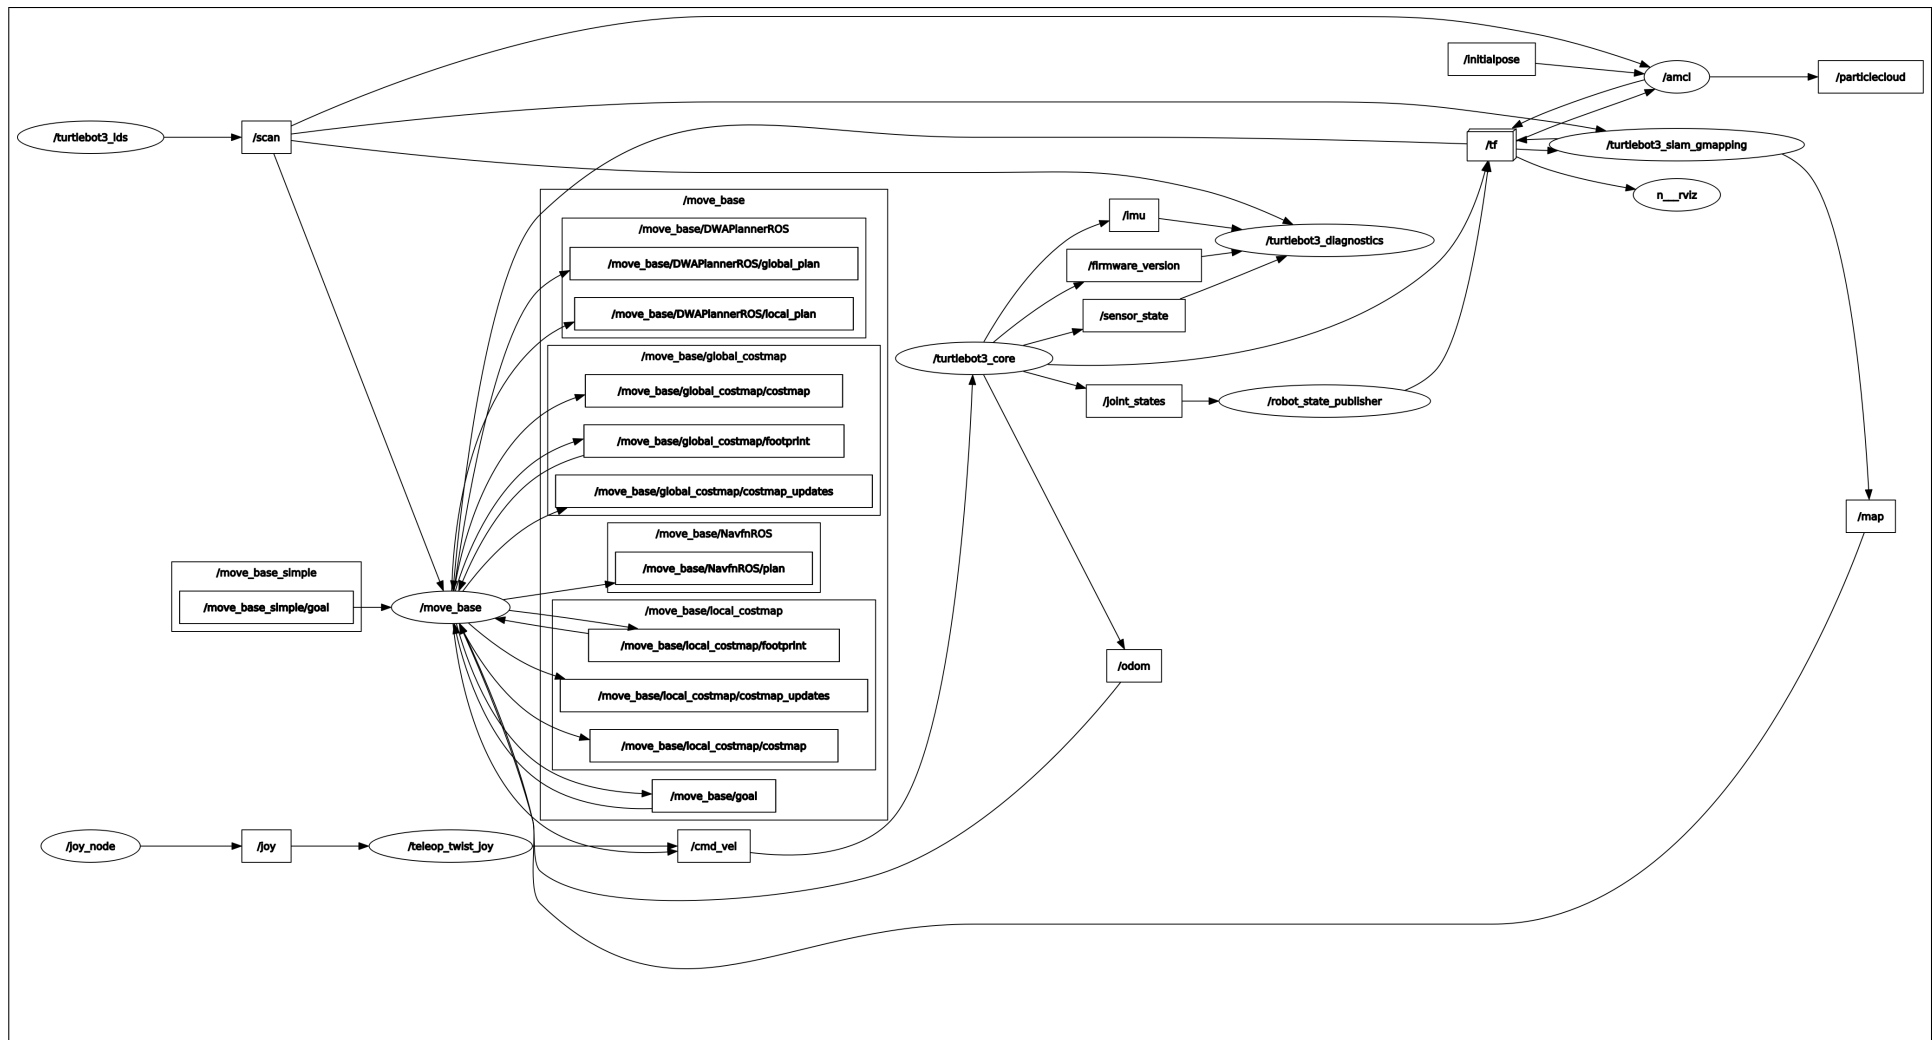 /initialpose
/amcl
/particlecloud
/turtlebot3_lds
/scan
/tf
/turtlebot3_slam_gmapping
n___rviz
/move_base
/move_base/DWAPlannerROS
/move_base/DWAPlannerROS/global_plan
/move_base/DWAPlannerROS/local_plan
/imu
/turtlebot3_diagnostics
/firmware_version
/sensor_state
/turtlebot3_core
/joint_states
/robot_state_publisher
/move_base/global_costmap
/move_base/global_costmap/costmap
/move_base/global_costmap/footprint
/move_base/global_costmap/costmap_updates
/map
/move_base/NavfnROS
/move_base/NavfnROS/plan
/move_base_simple
/move_base_simple/goal
/move_base
/move_base/local_costmap
/move_base/local_costmap/footprint
/move_base/local_costmap/costmap_updates
/move_base/local_costmap/costmap
/odom
/move_base/goal
/joy_node
/joy
/teleop_twist_joy
/cmd_vel